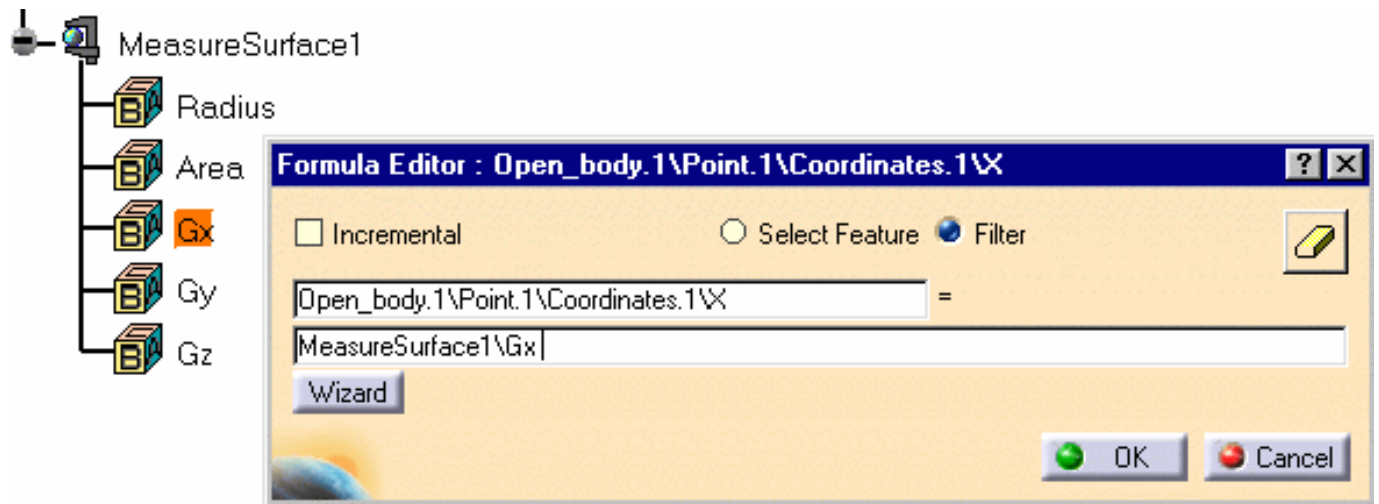 MeasureSurface1
Radius
Area
Gx
Gy
Gz
Formula Editor : Open_body.1\Point.1\Coordinates.1\X
Incremental Select Feature Filter
Open_body.1\Point.1\Coordinates.1\X =
MeasureSurface1\Gx
Wizard
OK Cancel